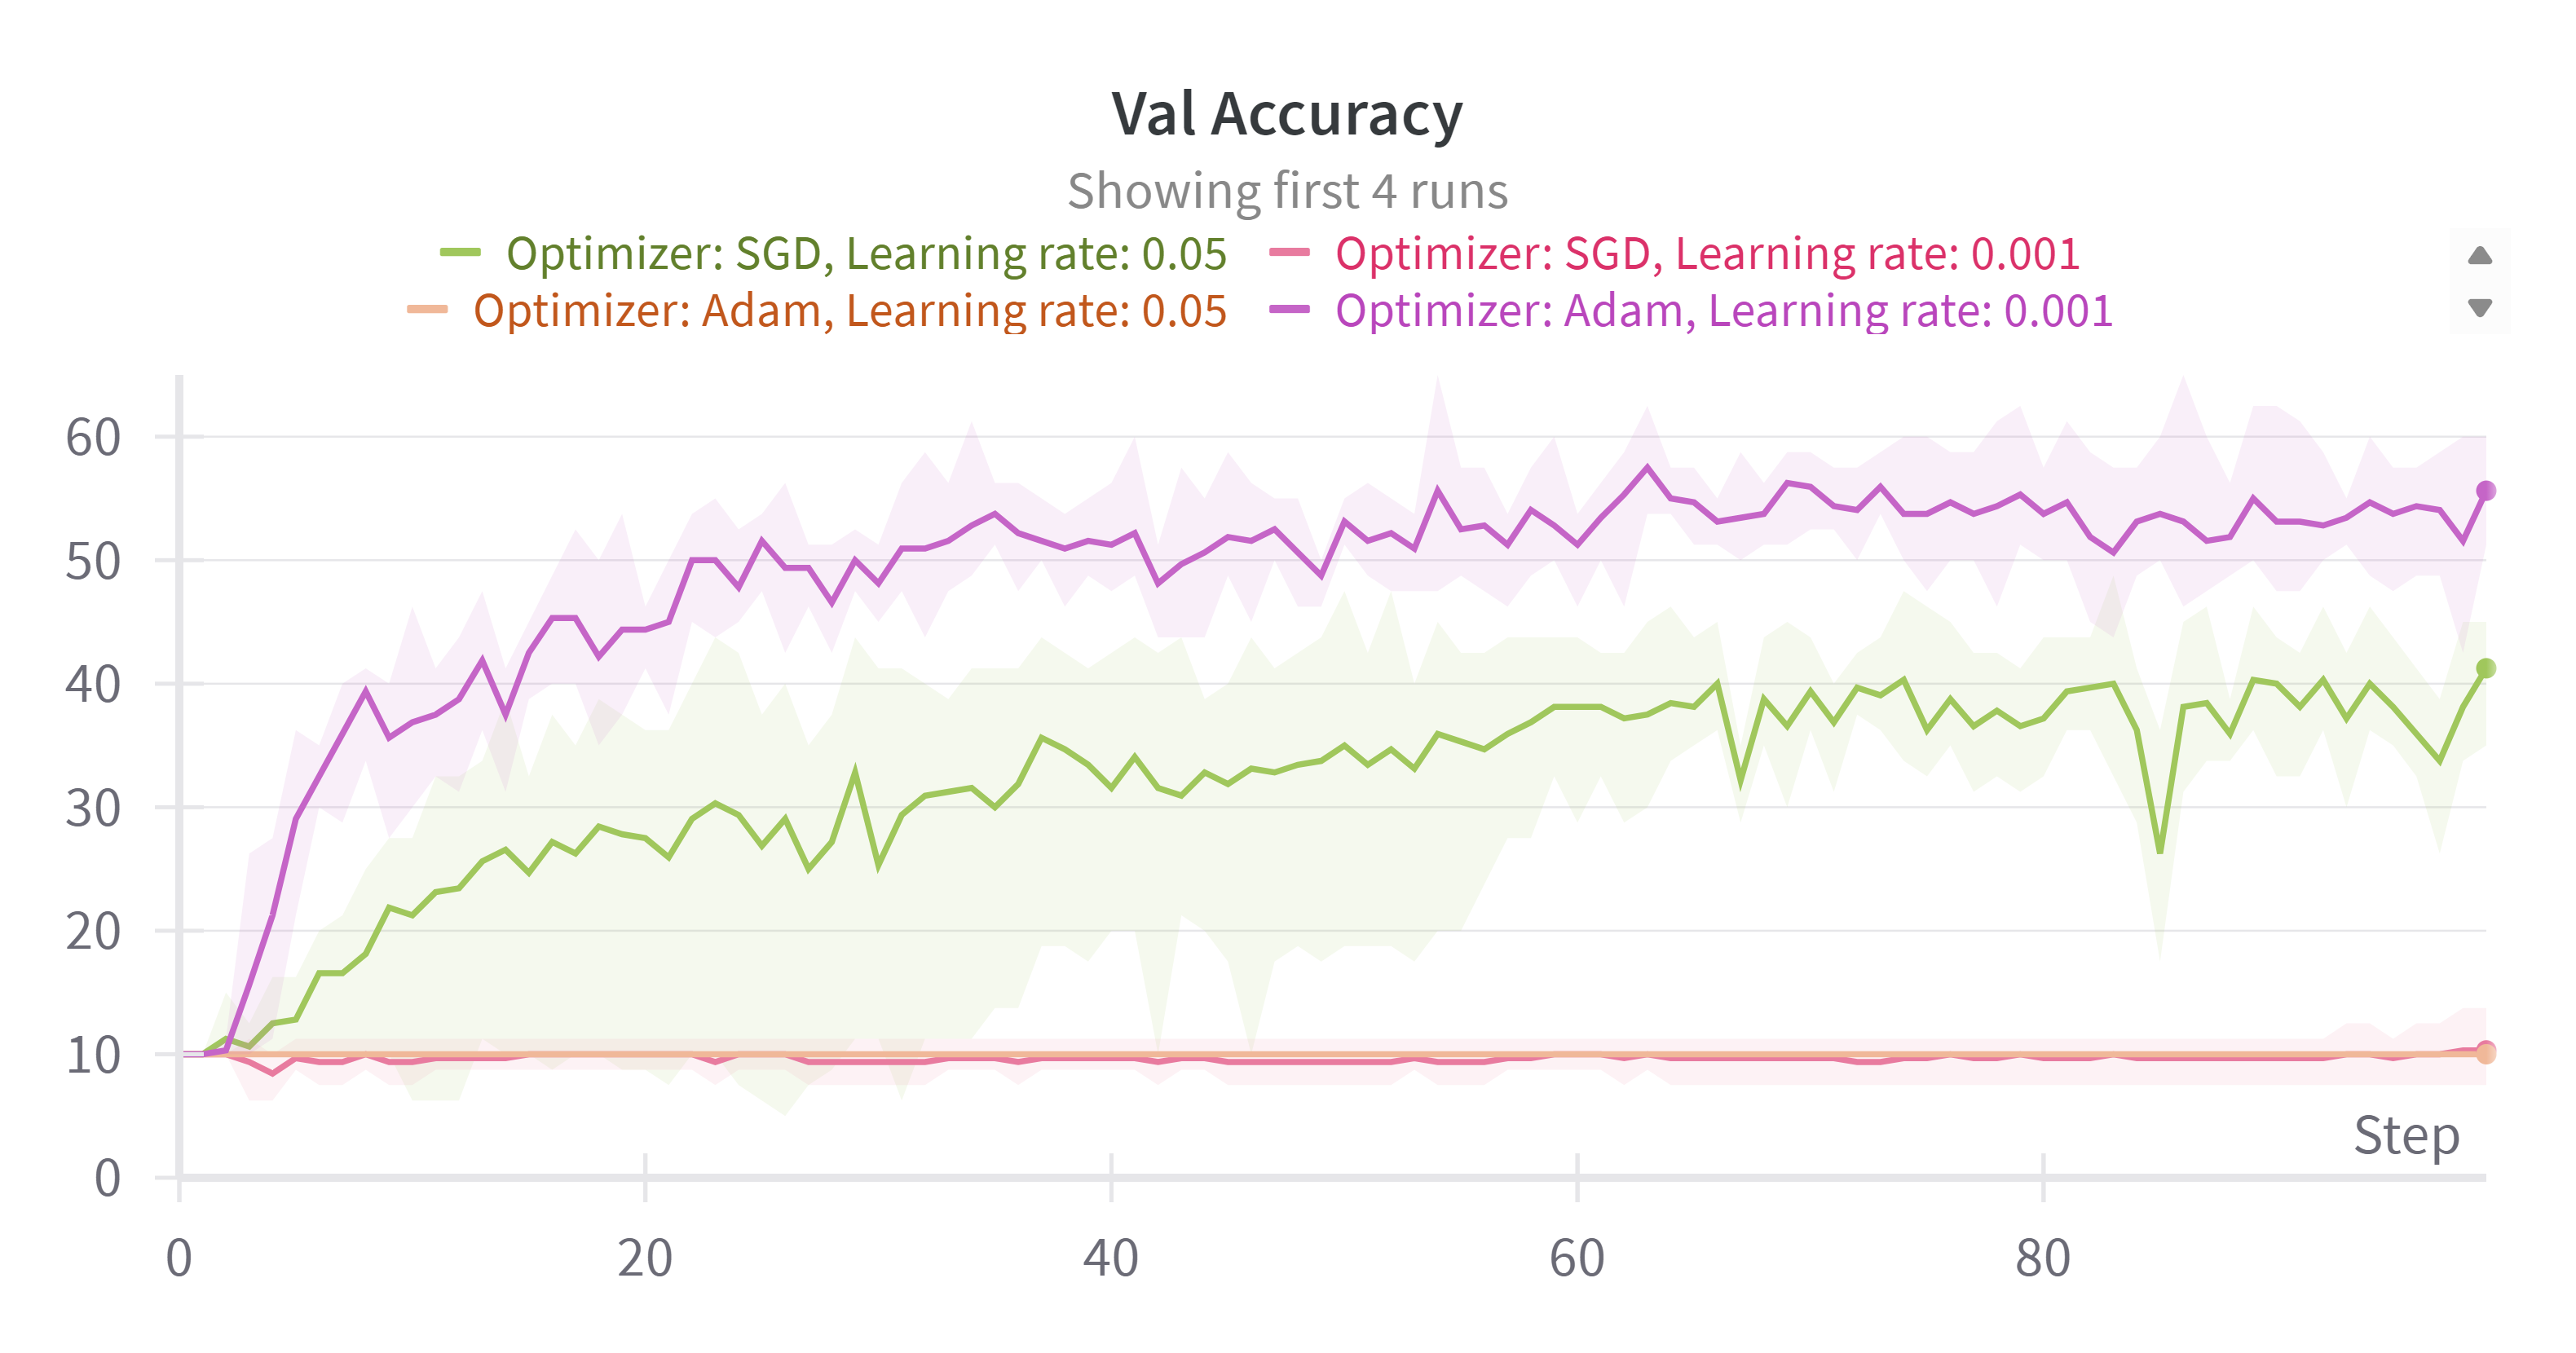 Val Accuracy
Showing first 4 runs
Optimizer: SGD, Learning rate: 0.05 Optimizer: SGD, Learning rate: 0.001
Optimizer: Adam, Learning rate: 0.05 Optimizer: Adam, Learning rate: 0.001
60
50
40
30
20
10
0
Step
0 20 40 60 80